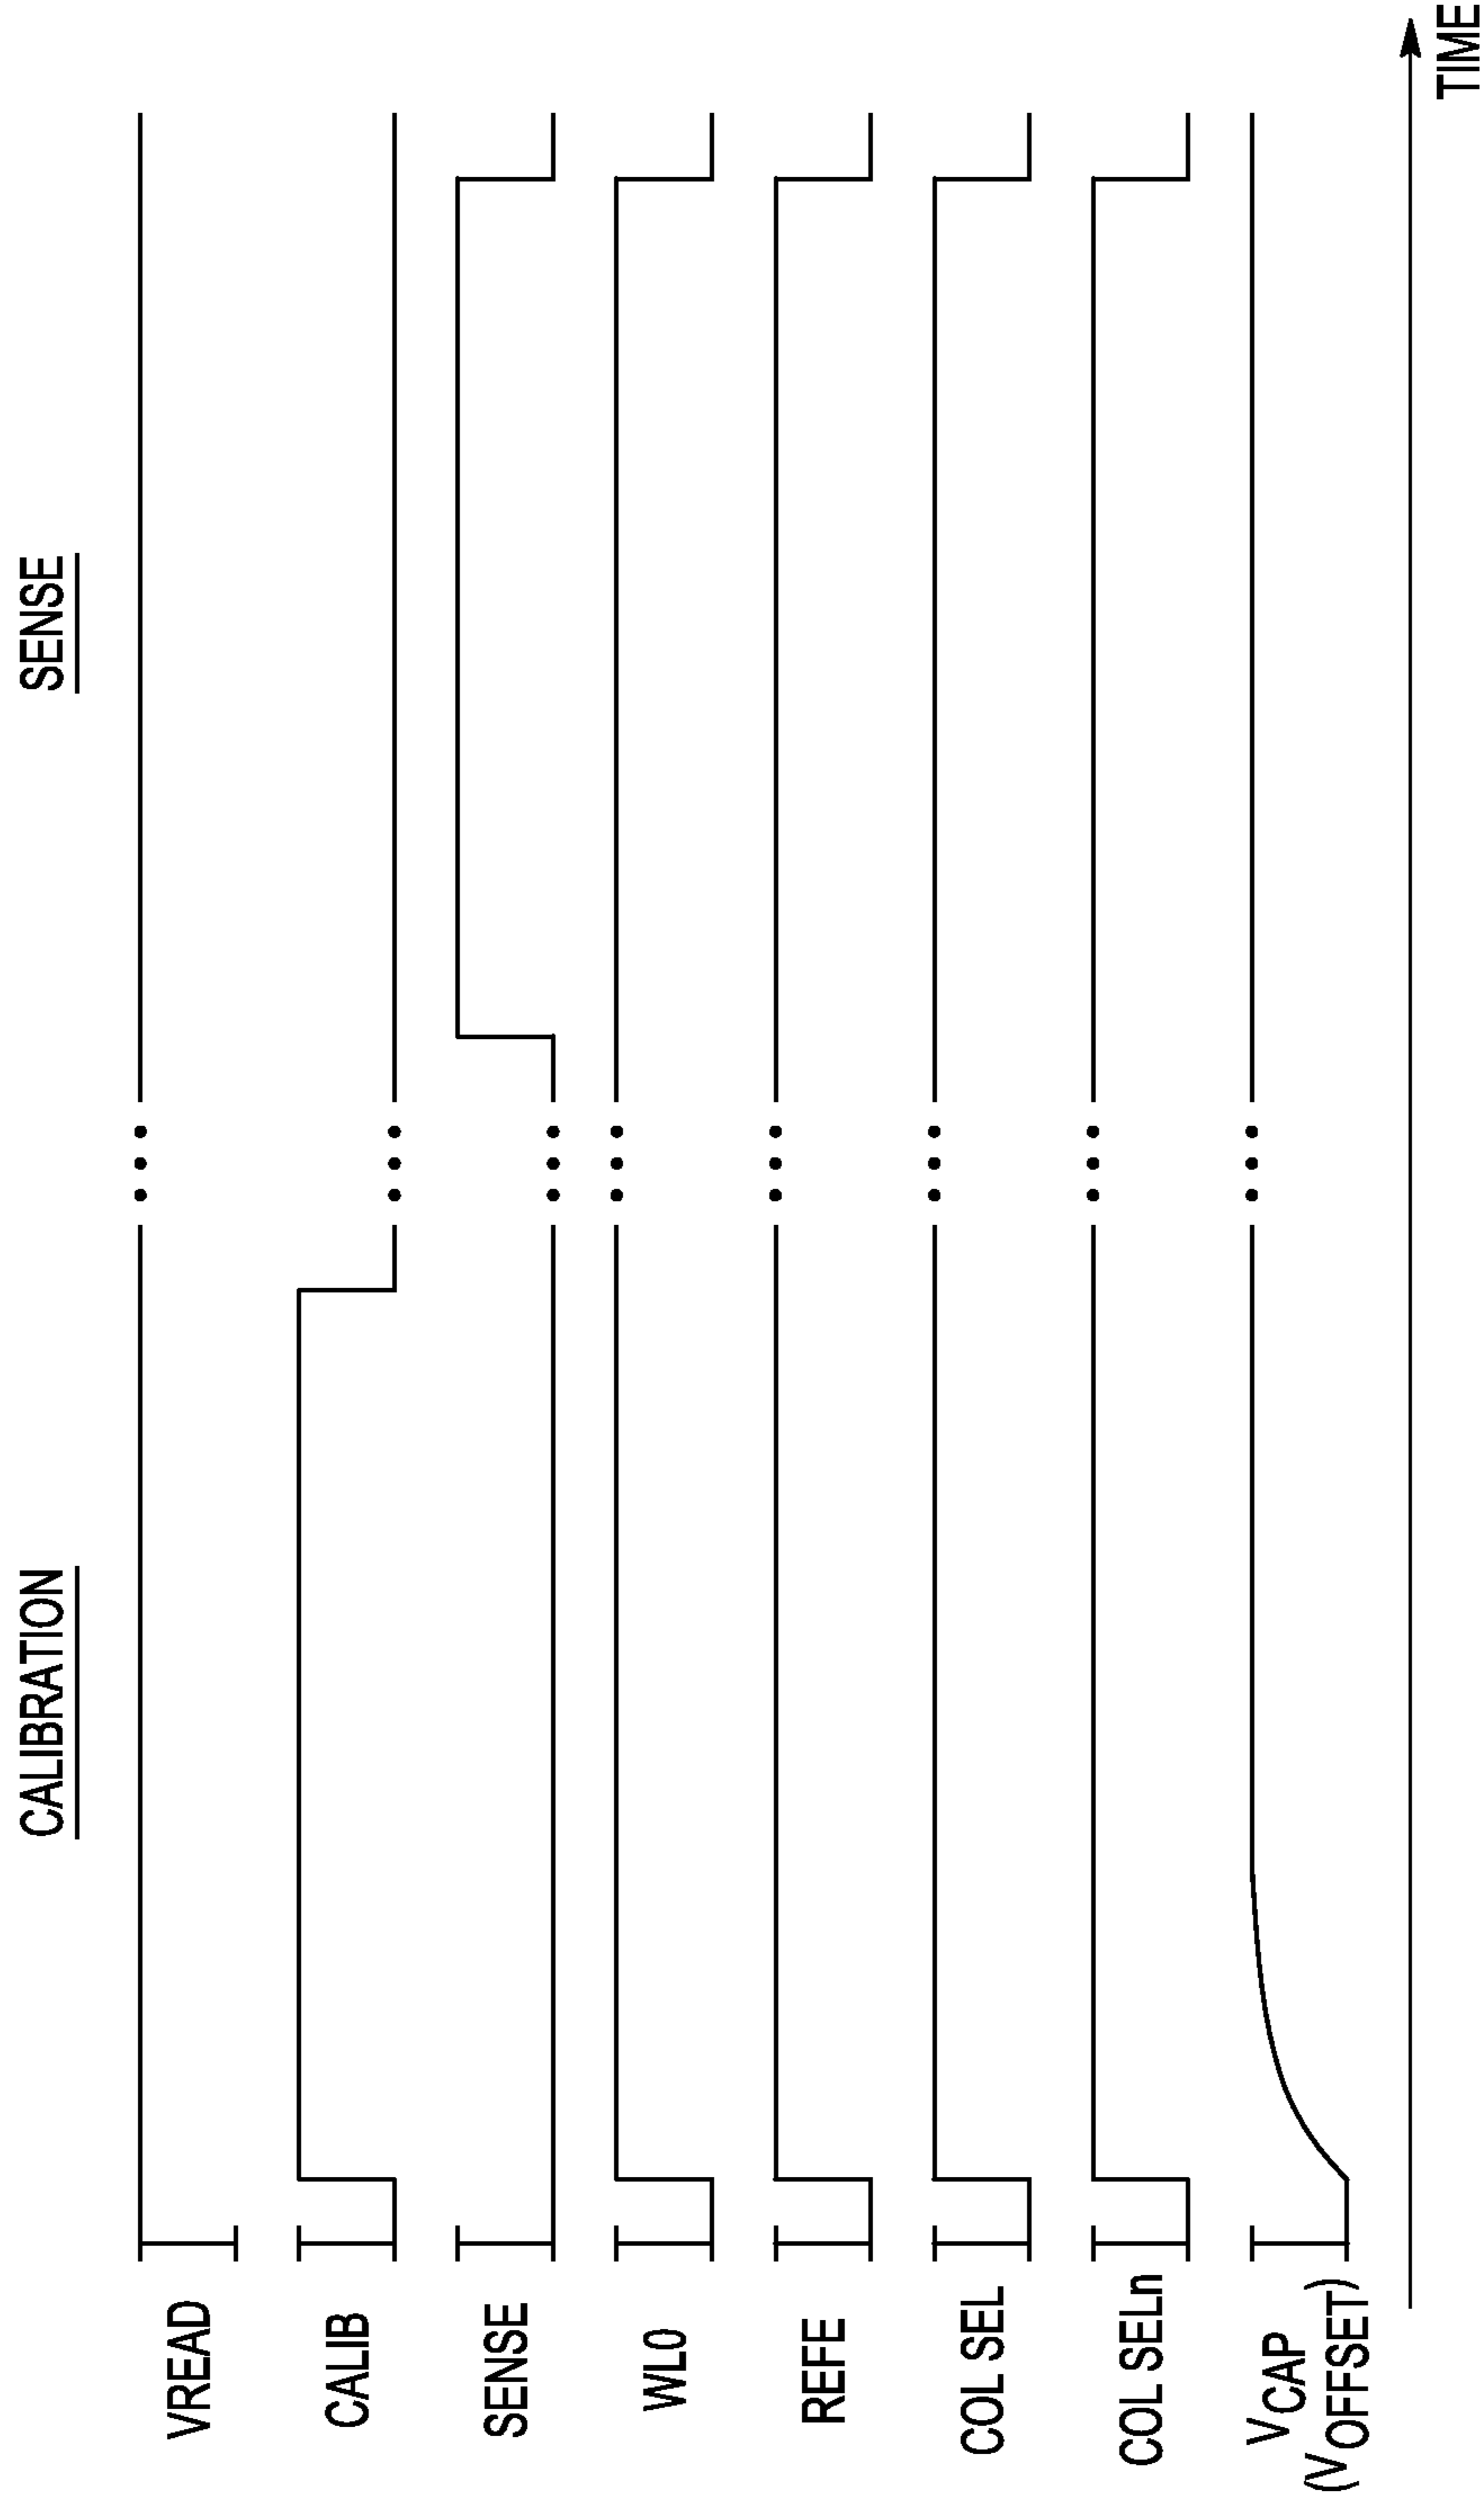 CALIBRATION
SENSE
VREAD
CALIB
SENSE
WL0
REFE
COL SEL
COL SELn
VCAP
(VOFFSET)
TIME